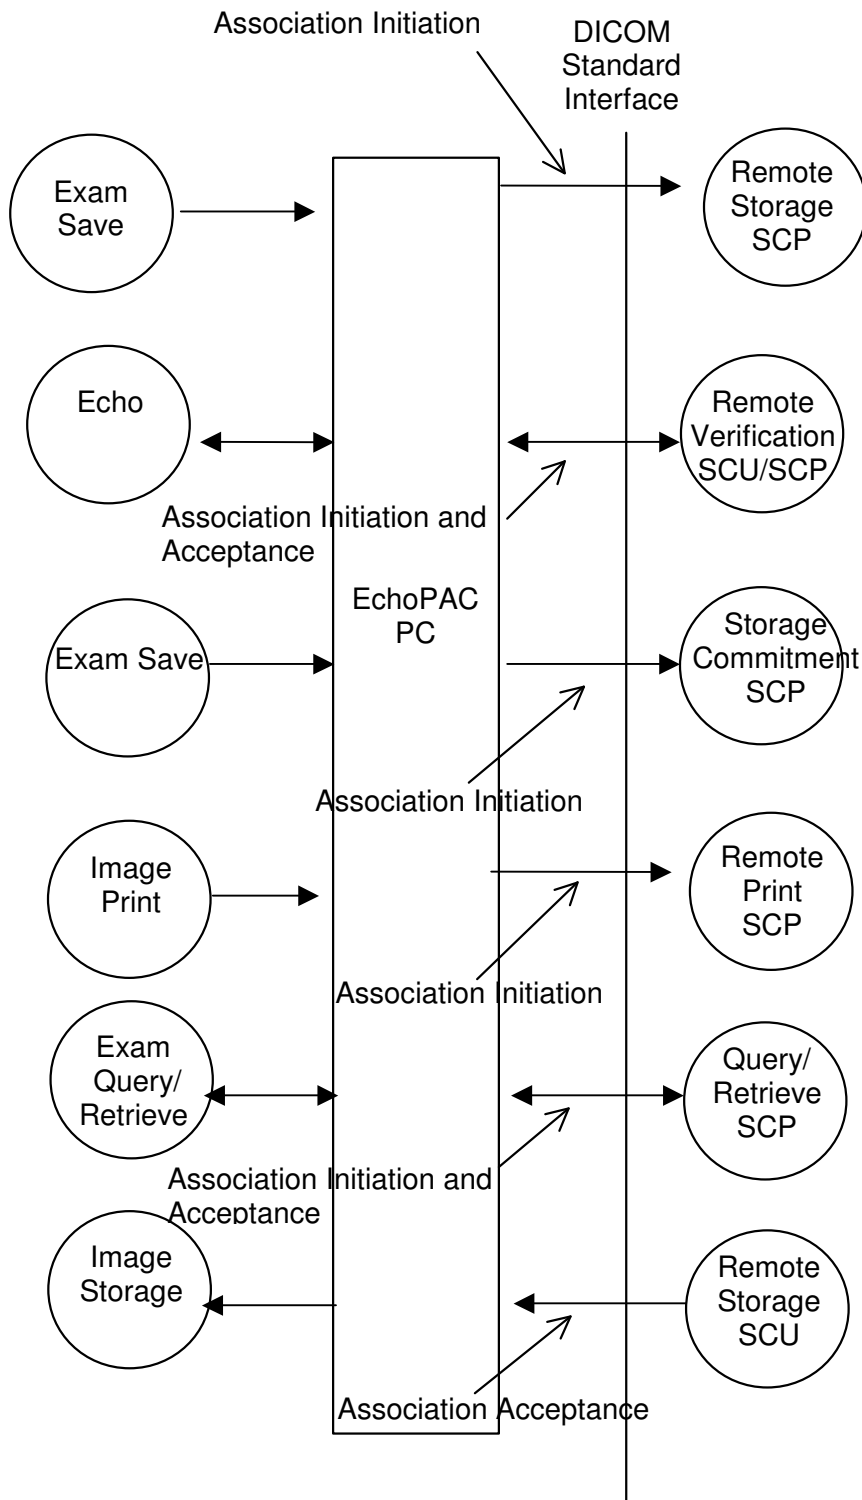 Association Initiation
DICOM
Standard
Interface
Exam
Save
Remote
Storage
SCP
Echo
Remote
Verification
SCU/SCP
Association Initiation and
Acceptance
EchoPAC
PC
Exam Save
Storage
Commitment
SCP
Association Initiation
Image
Print
Remote
Print
SCP
Association Initiation
Exam
Query/
Retrieve
Query/
Retrieve
SCP
Association Initiation and
Acceptance
Image
Storage
Remote
Storage
SCU
Association Acceptance